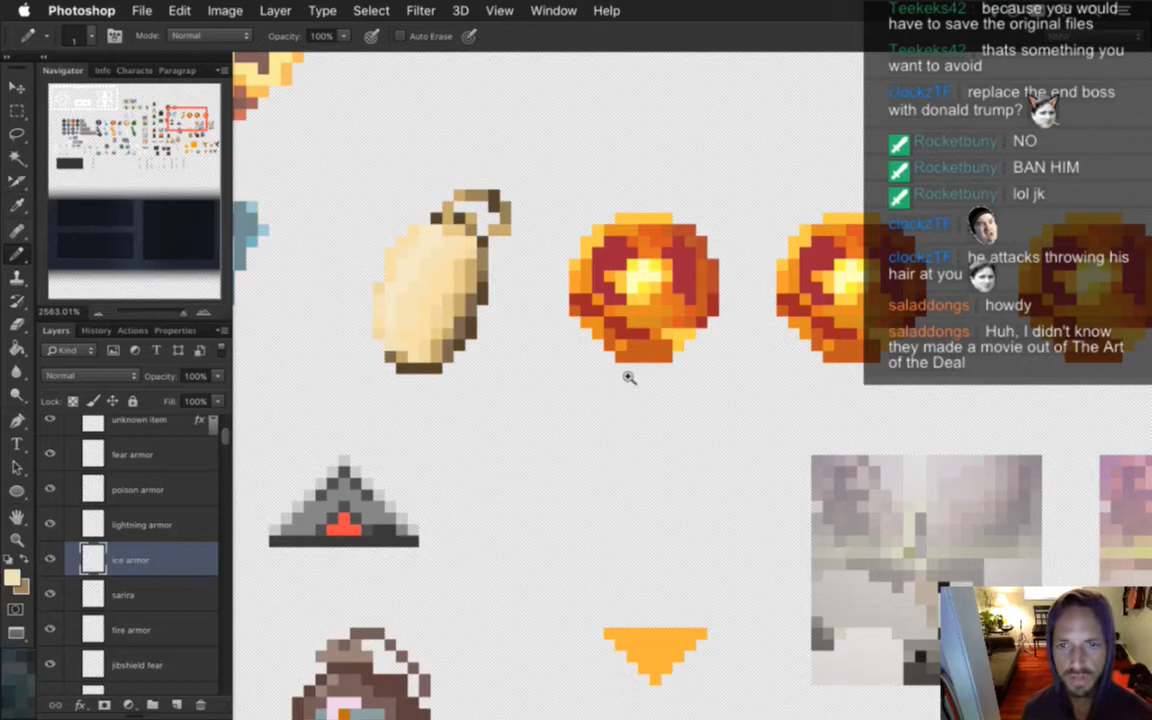 Photoshop File Edit Image Layer Type Select Filter 3D View Window Help
1 Mode: Normal Opacity: 100% Auto Erase
Navigator Info Characte Paragrap
2563.01%
Layers History Actions Properties
Kind
Normal Opacity: 100%
Lock: Fill: 100%
unknown item fx
fear armor
poison armor
lightning armor
ice armor
sarira
fire armor
jibshield fear
fx
Teekeks42 because you would
have to save the original files
Teekeks42 thats something you
want to avoid
clockzTF replace the end boss
with donald trump?
Rocketbuny NO
Rocketbuny BAN HIM
Rocketbuny lol jk
clockzTF
clockzTF he attacks throwing his
hair at you
saladdongs howdy
saladdongs Huh, I didn't know
they made a movie out of The Art
of the Deal